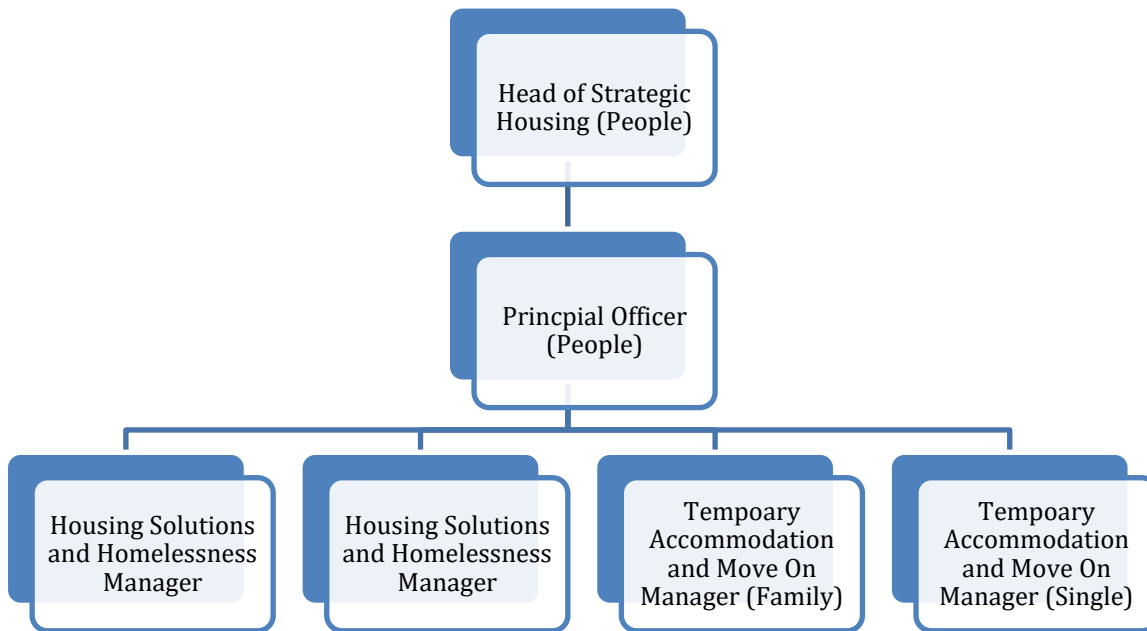 Head of Strategic
Housing (People)
Princpial Officer
(People)
Housing Solutions
and Homelessness
Manager
Housing Solutions
and Homelessness
Manager
Tempoary
Accommodation
and Move On
Manager (Family)
Tempoary
Accommodation
and Move On
Manager (Single)